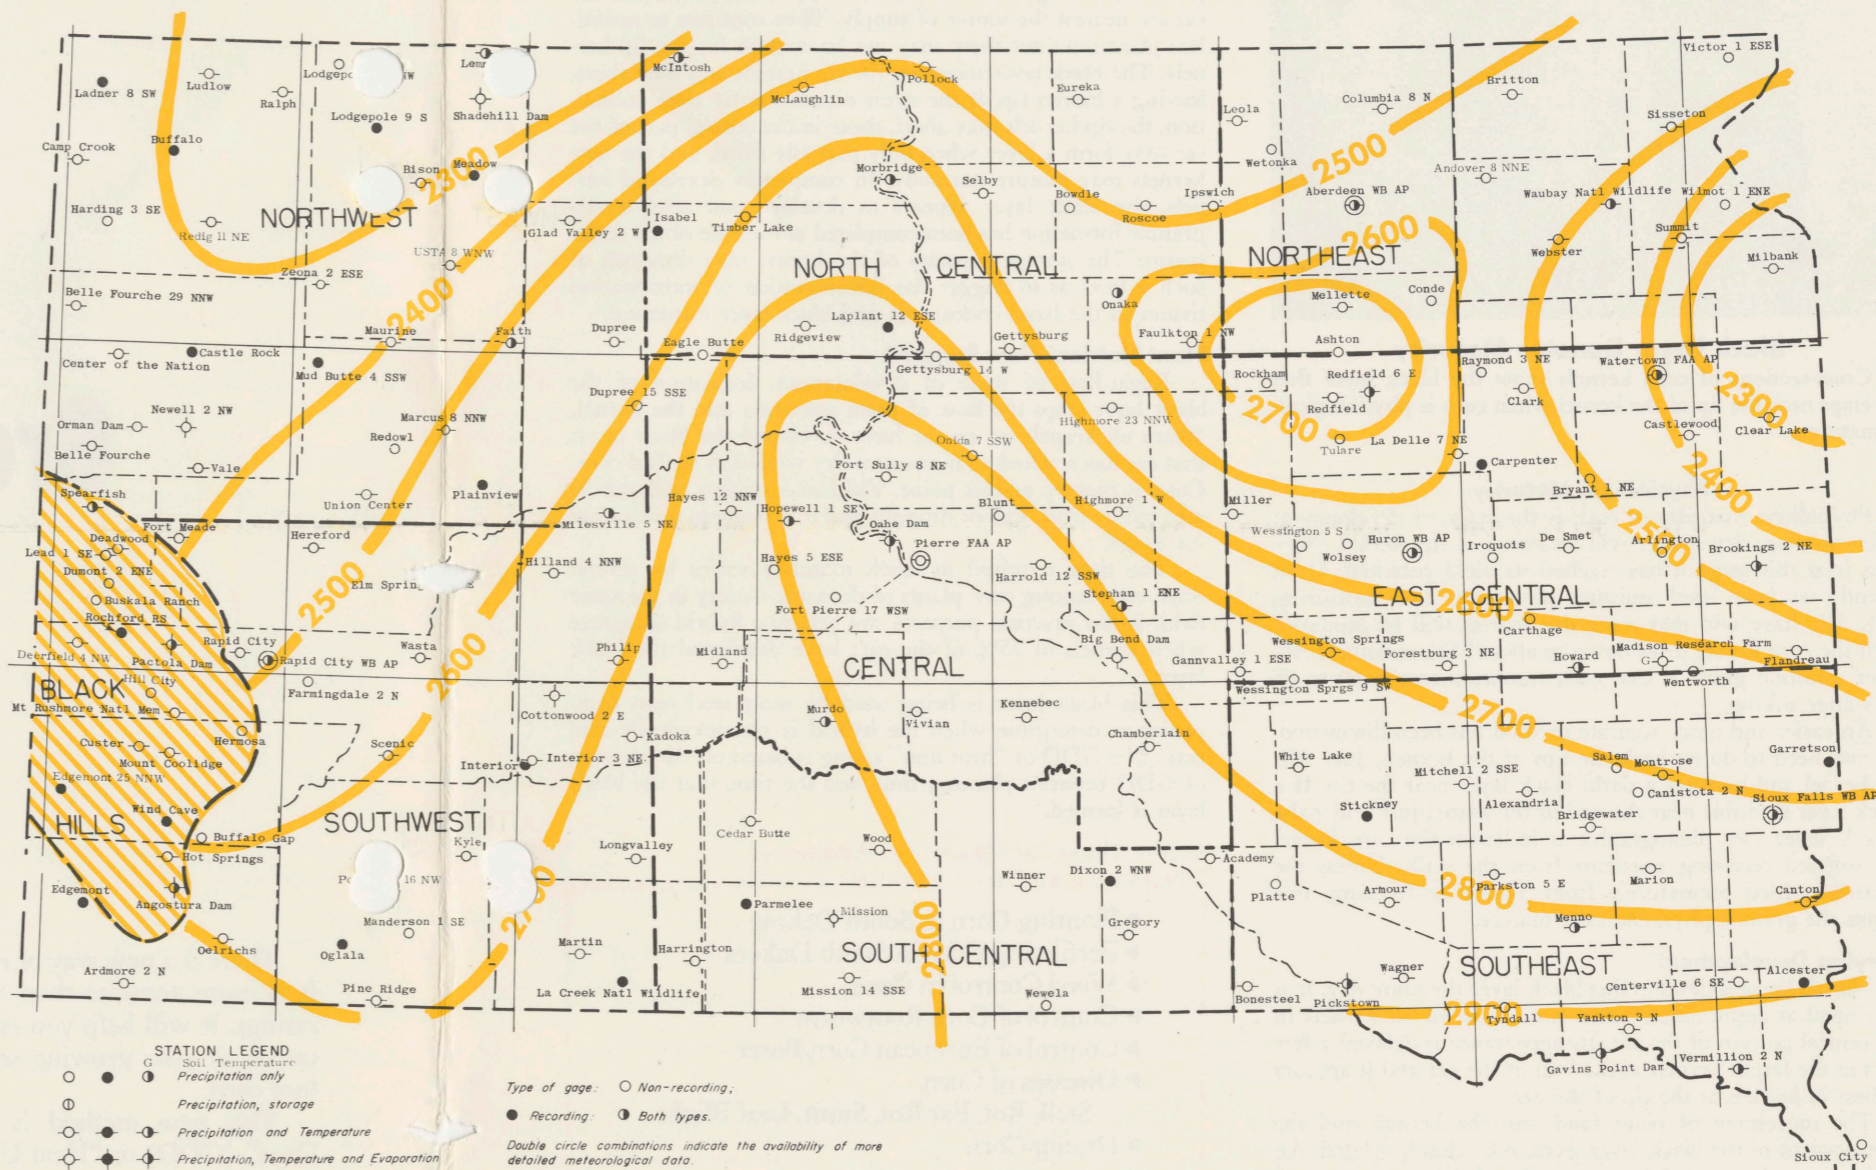 Victor 1 ESE
Ladner 8 SW
Ludlow
Ralph
Lodgepole 9 S
Shadehill Dam
McIntosh
McLaughlin
Pollock
Eureka
Leola
Columbia 8 N
Britton
Sisseton
Camp Crook
Buffalo
Bison
Meadow
2300
Morbridge
Selby
Bowdle
Wetonka
2500
Aberdeen WB AP
Andover 8 NNE
Waubay Natl Wildlife
Wilmot 1 ENE
Harding 3 SE
Redig 11 NE
NORTHWEST
USTA 8 WNW
Glad Valley 2 W
Isabel
Timber Lake
Roscoe
Ipswich
2600
Webster
Summit
Milbank
Belle Fourche 29 NNW
Zeona 2 ESE
2400
NORTH CENTRAL
NORTHEAST
Onaka
Mellette
Conde
Center of the Nation
Castle Rock
Mud Butte 4 SSW
Maurine
Faith
Dupree
Eagle Butte
Ridgeview
Laplant 12 ESE
Gettysburg
Gettysburg 14 W
Faulkton 1 NW
Ashton
Raymond 3 NE
Watertown FAA AP
Newell 2 NW
Orman Dam
Belle Fourche
Vale
Redowl
Marcus 8 NNW
Dupree 15 SSE
Rockham
Redfield
Redfield 6 E
Clark
2300
Castlewood
Clear Lake
2700
Tulare
La Delle 7 NE
Highmore 23 NNW
Onida 7 SSW
Fort Sully 8 NE
Carpenter
2400
Bryant 1 NE
Spearfish
Fort Meade
Union Center
Plainview
Milesville 5 NE
Hayes 12 NNW
Hopewell 1 SE
Oahe Dam
Blunt
Highmore 1 W
Miller
Deadwood
Lead 1 SE
Dumont 2 ENE
Hereford
Hilland 4 NNW
Hayes 5 ESE
Pierre FAA AP
Harrold 12 SSW
Wessington 5 S
Wolsey
Huron WB AP
Iroquois
De Smet
2500
Arlington
Brookings 2 NE
Buskala Ranch
Rochford RS
2500
Fort Pierre 17 WSW
Stephan 1 ENE
EAST CENTRAL
2600
Carthage
Deerfield 4 NW
Pactola Dam
Rapid City
Rapid City WB AP
Wasta
2600
Philip
Midland
CENTRAL
Big Bend Dam
Gannvalley 1 ESE
Wessington Springs
Forestburg 3 NE
Howard
Madison Research Farm
G
Flandreau
BLACK
Hill City
Mt Rushmore Natl Mem
Farmingdale 2 N
Cottonwood 2 E
Murdo
Vivian
Kennebec
Wessington Sprgs 9 SW
2700
Wentworth
Custer
Hermosa
Mount Coolidge
Edgemont 25 NNW
Scenic
Interior
Interior 3 NE
Kadoka
Chamberlain
White Lake
Mitchell 2 SSE
Salem
Montrose
Garretson
Wind Cave
HILLS
Buffalo Gap
SOUTHWEST
Kyle
Longvalley
Cedar Butte
Wood
Stickney
Alexandria
Canistota 2 N
Bridgewater
Sioux Falls WB AP
Hot Springs
Edgemont
Angostura Dam
16 NW
Manderson 1 SE
Parmelee
Mission
Winner
Dixon 2 WNW
Academy
Platte
Armour
2800
Parkston 5 E
Marion
Canton
Oelrichs
Oglala
2700
Martin
Harrington
SOUTH CENTRAL
2800
Gregory
Menno
SOUTHEAST
Ardmore 2 N
Pine Ridge
La Creek Natl Wildlife
Mission 14 SSE
Wewela
Bonesteel
Pickstown
Wagner
2900
Tyndall
Yankton 3 N
Centerville 6 SE
Alcester
Gavins Point Dam
Vermillion 2 N
Sioux City
STATION LEGEND
G Soil Temperature
Precipitation only
Precipitation, storage
Precipitation and Temperature
Precipitation, Temperature and Evaporation
Type of gage: Non-recording;
Recording: Both types.
Double circle combinations indicate the availability of more
detailed meteorological data.